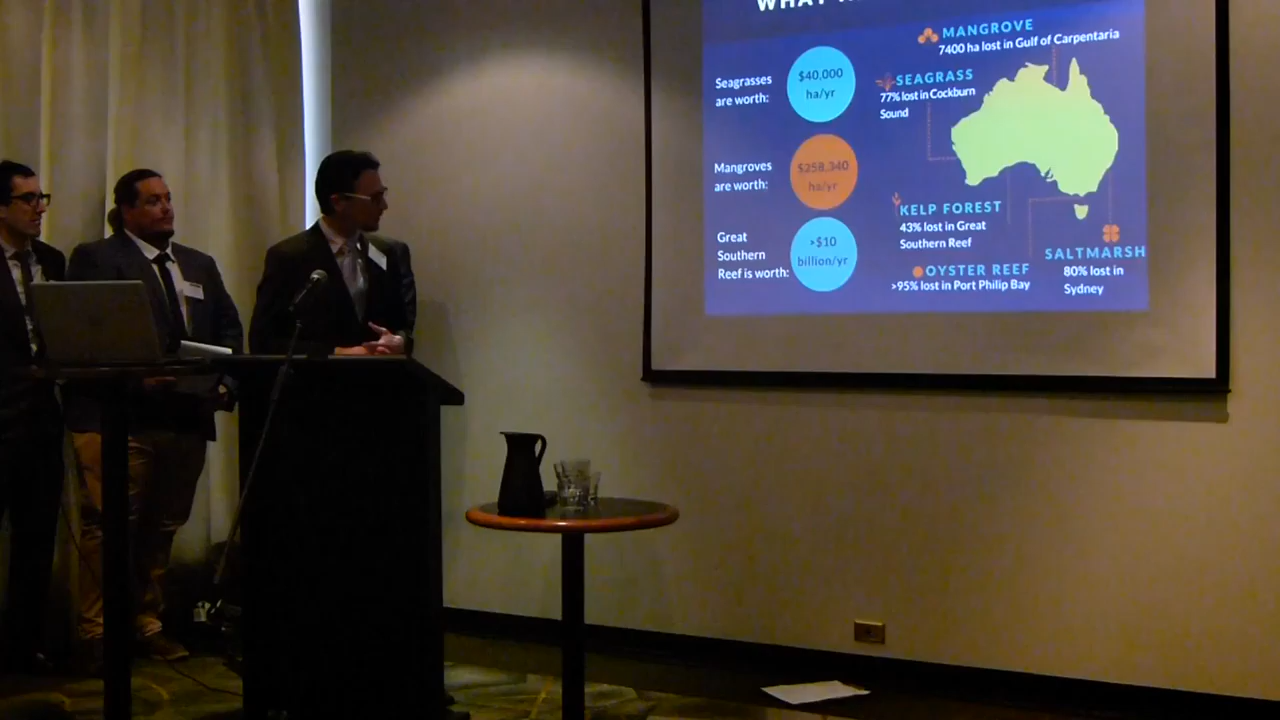 WHAT
Seagrasses
are worth:
$40,000
ha/yr
Mangroves
are worth:
$258,340
ha/yr
Great
Southern
Reef is worth:
>$10
billion/yr
MANGROVE
7400 ha lost in Gulf of Carpentaria
SEAGRASS
77% lost in Cockburn
Sound
KELP FOREST
43% lost in Great
Southern Reef
OYSTER REEF
>95% lost in Port Philip Bay
SALTMARSH
80% lost in
Sydney